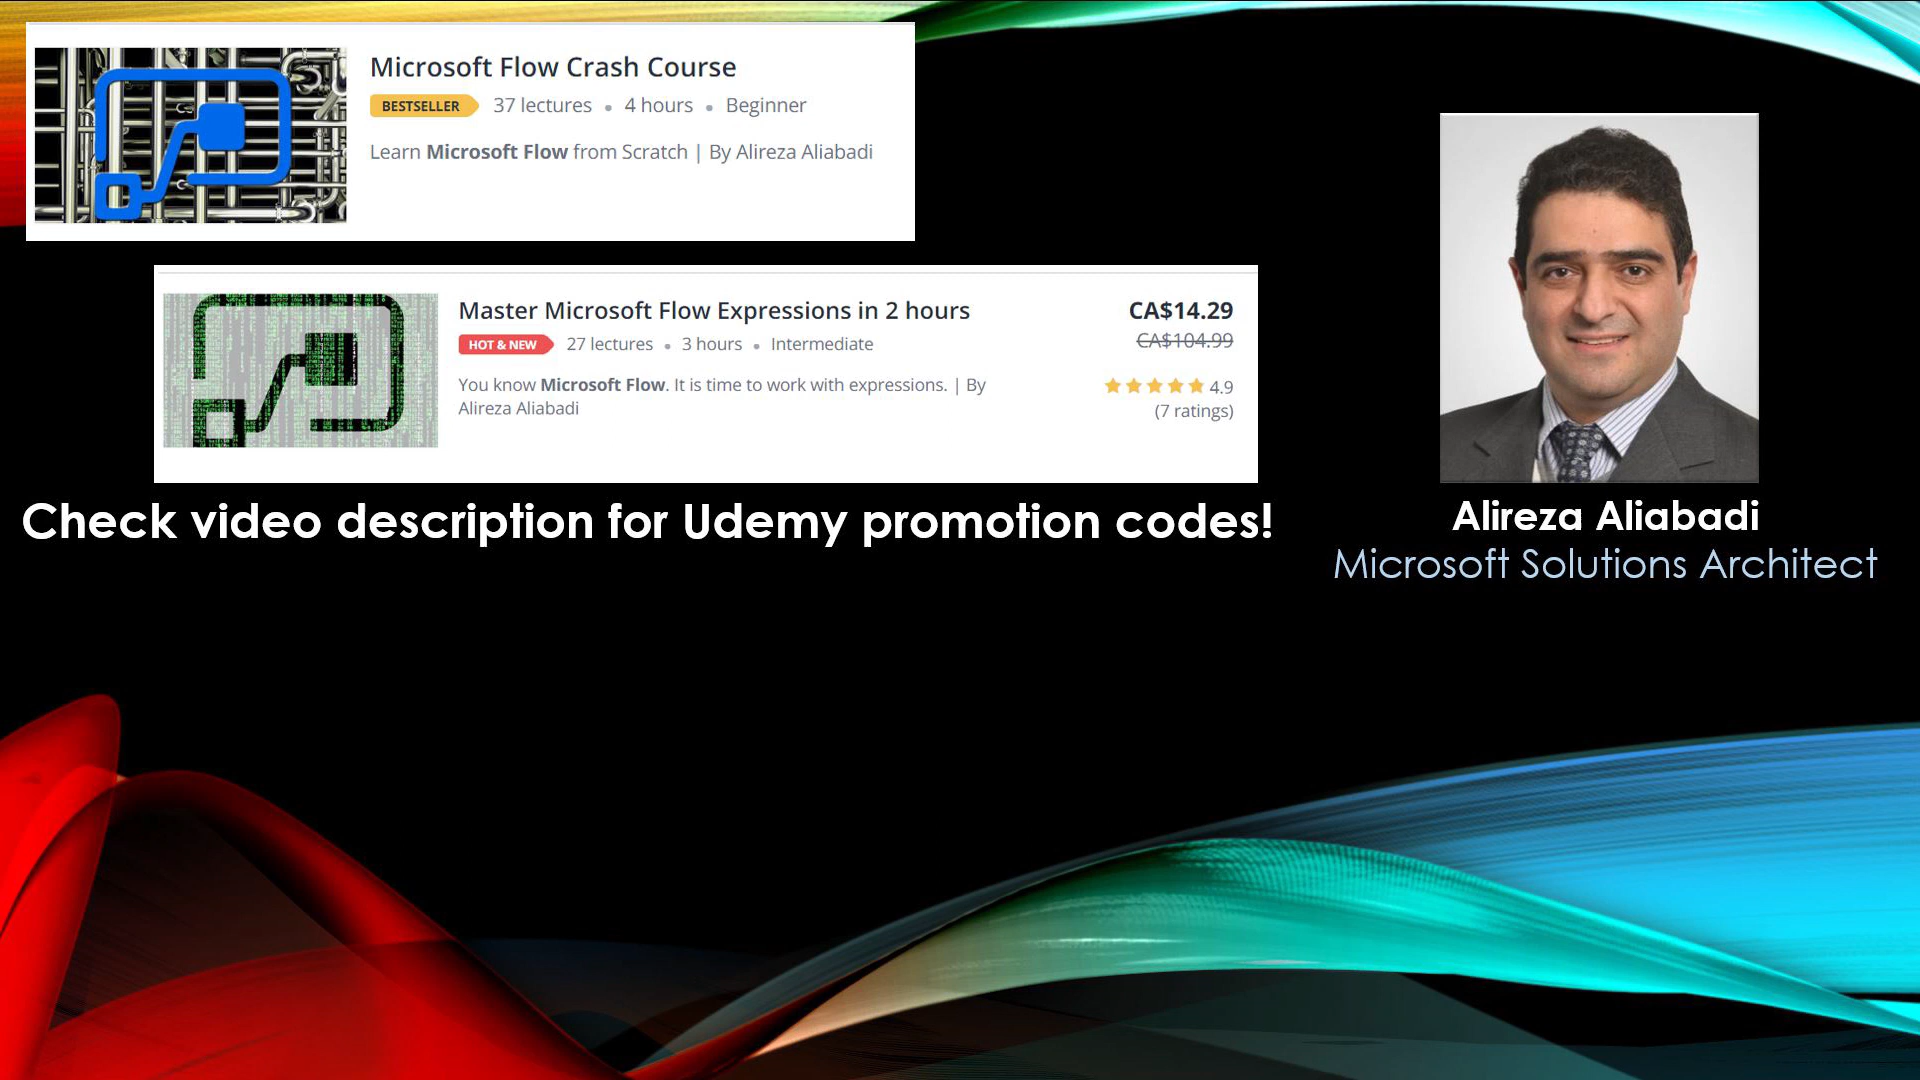 Microsoft Flow Crash Course
BESTSELLER 37 lectures • 4 hours • Beginner
Learn Microsoft Flow from Scratch | By Alireza Aliabadi
Master Microsoft Flow Expressions in 2 hours
CA$14.29
HOT & NEW 27 lectures • 3 hours • Intermediate
CA$104.99
You know Microsoft Flow. It is time to work with expressions. | By
Alireza Aliabadi
4.9
(7 ratings)
Check video description for Udemy promotion codes!
Alireza Aliabadi
Microsoft Solutions Architect